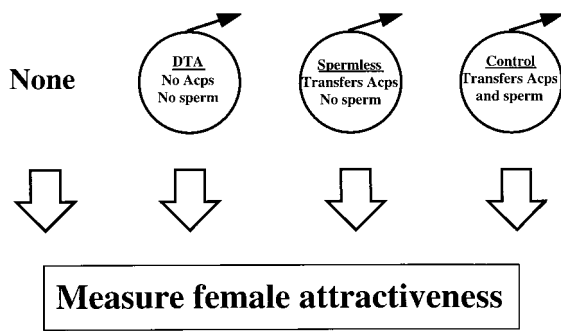 None
DTA
No Acps
No sperm
Spermless
Transfers Acps
No sperm
Control
Transfers Acps
and sperm
Measure female attractiveness